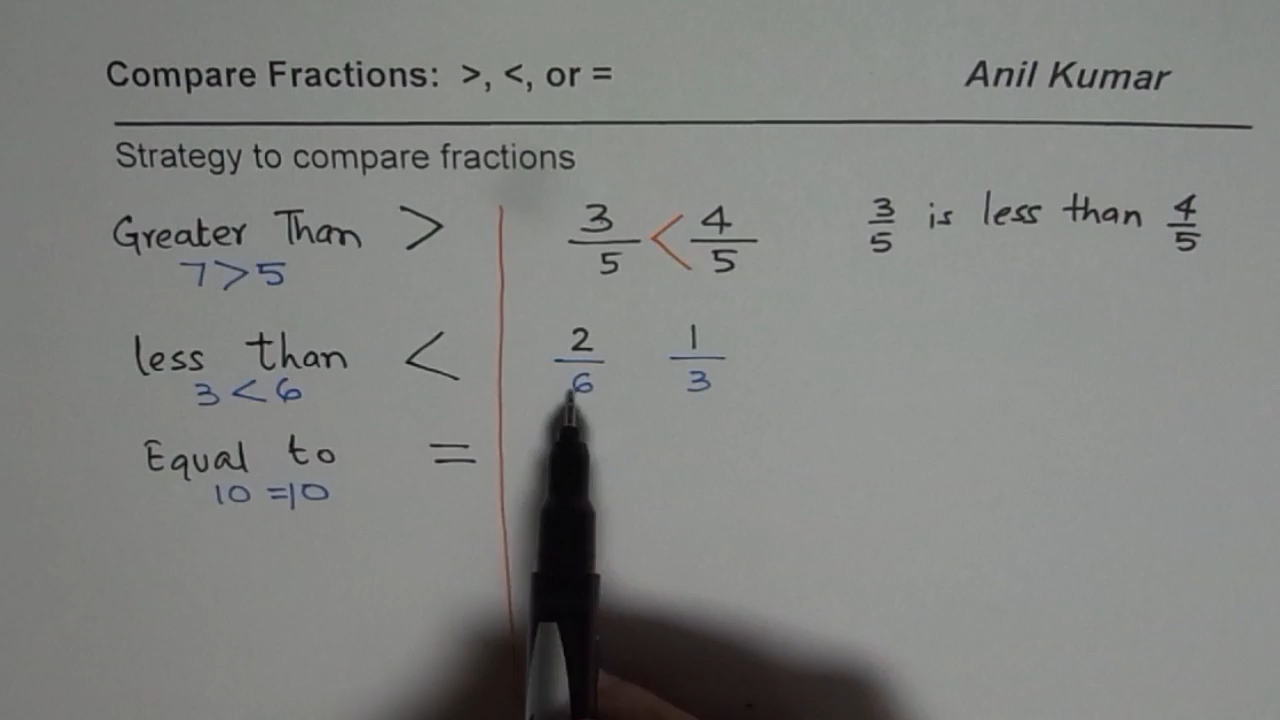 Compare Fractions: >, <, or =
Anil Kumar
Strategy to compare fractions
Greater Than >
7>5
less than <
3<6
Equal to =
10=10
3/5 < 4/5
2/6 1/3
3/5 is less than 4/5